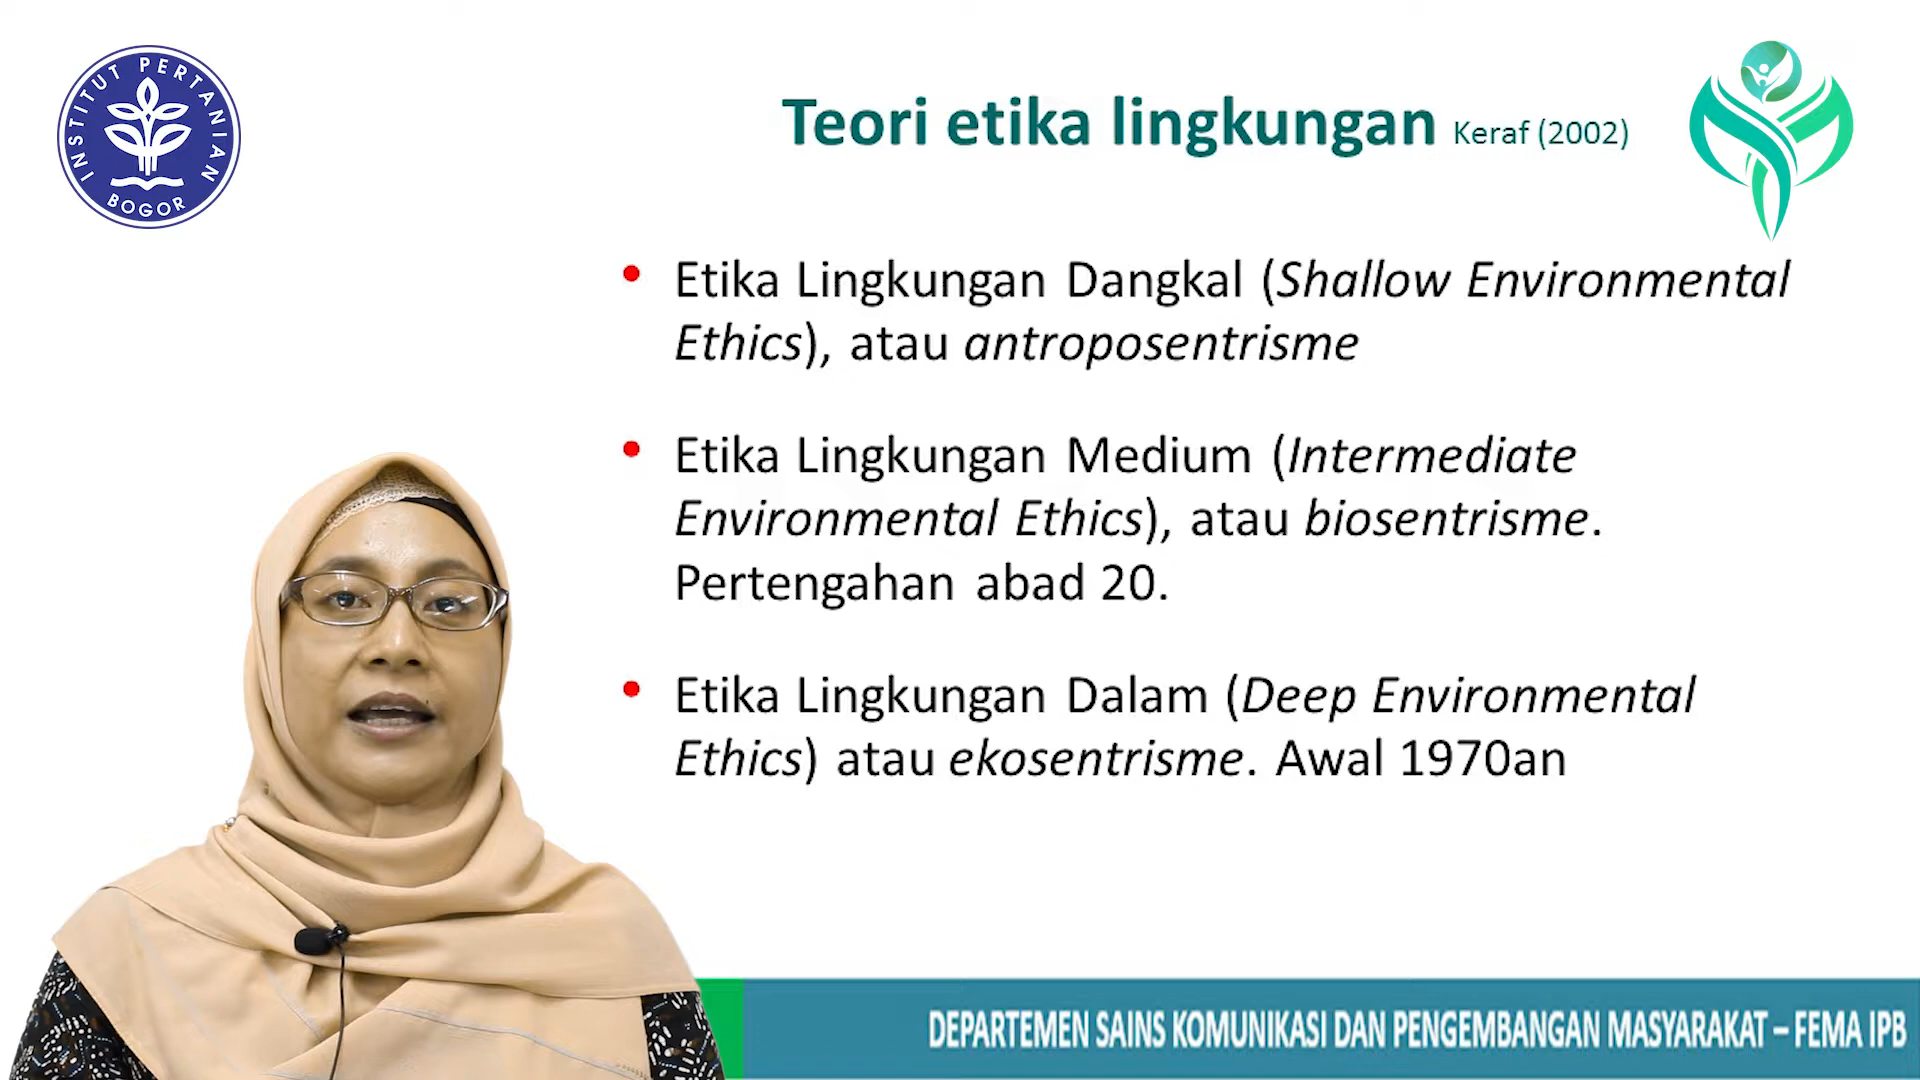 INSTITUT PERTANIAN
BOGOR
Teori etika lingkungan Keraf (2002)
• Etika Lingkungan Dangkal (Shallow Environmental
Ethics), atau antroposentrisme
• Etika Lingkungan Medium (Intermediate
Environmental Ethics), atau biosentrisme.
Pertengahan abad 20.
• Etika Lingkungan Dalam (Deep Environmental
Ethics) atau ekosentrisme. Awal 1970an
DEPARTEMEN SAINS KOMUNIKASI DAN PENGEMBANGAN MASYARAKAT – FEMA IPB